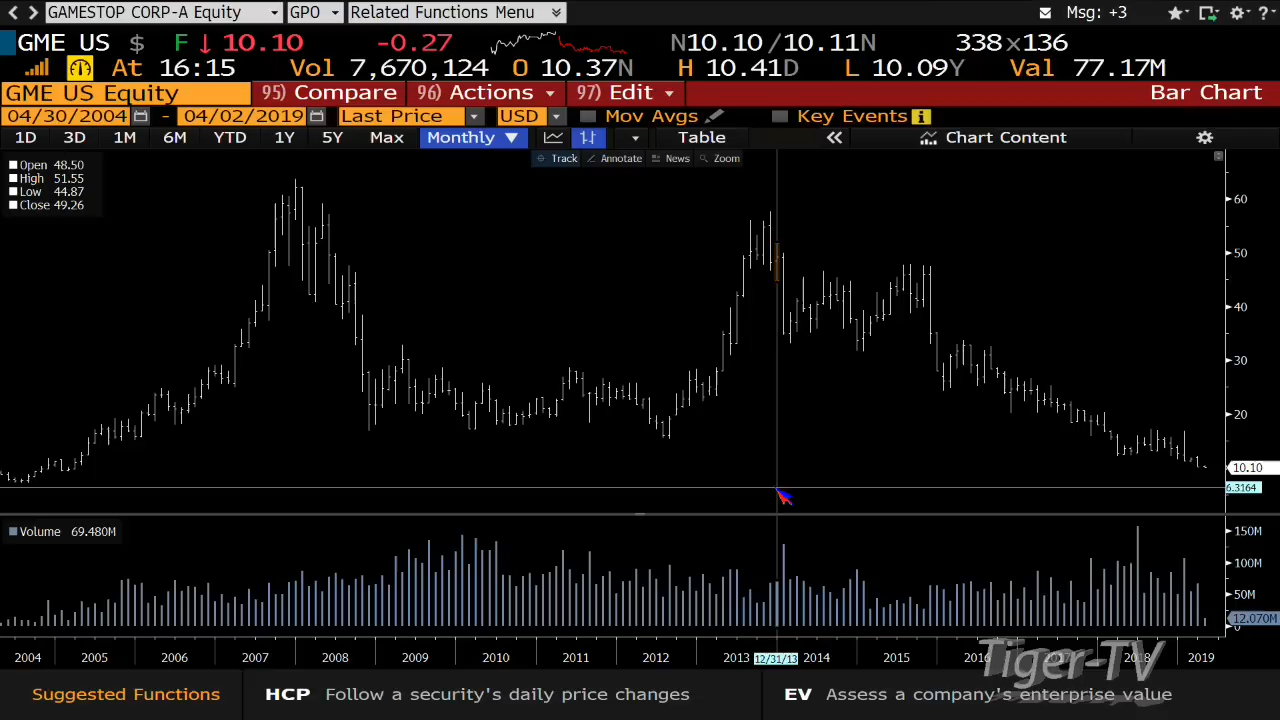 GAMESTOP CORP-A Equity GPO Related Functions Menu Msg: +3 ?
GME US $ F ↓ 10.10 -0.27 N10.10/10.11N 338x136
At 16:15 Vol 7,670,124 O 10.37N H 10.41D L 10.09Y Val 77.17M
GME US Equity 95) Compare 96) Actions 97) Edit Bar Chart
04/30/2004 - 04/02/2019 Last Price USD Mov Avgs Key Events i
1D 3D 1M 6M YTD 1Y 5Y Max Monthly ▼ Table « Chart Content
Track Annotate News Zoom
Open 48.50
High 51.55
Low 44.87
Close 49.26
60
50
40
30
20
10.10
6.3164
Volume 69.480M
150M
100M
50M
12.070M
0
2004 2005 2006 2007 2008 2009 2010 2011 2012 2013 12/31/13 2014 2015 2016 2017 2018 2019
Tiger-TV
Suggested Functions HCP Follow a security's daily price changes EV Assess a company's enterprise value